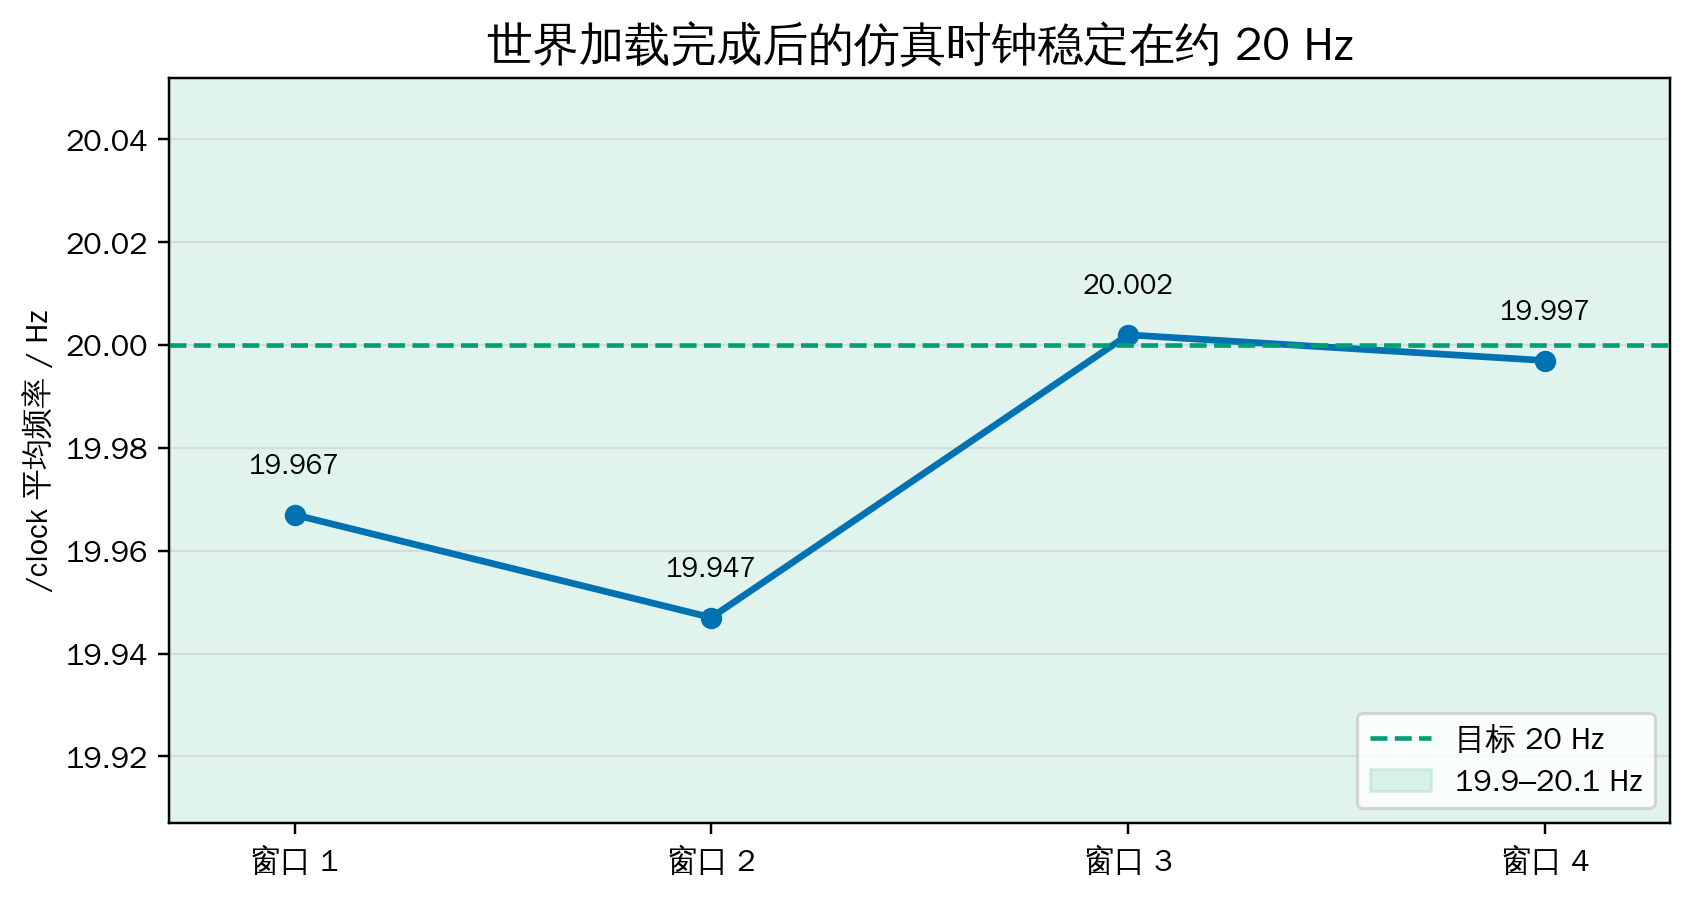 世界加载完成后的仿真时钟稳定在约 20 Hz
/clock 平均频率 / Hz
20.04
20.02
20.00
19.98
19.96
19.94
19.92
19.967
19.947
20.002
19.997
目标 20 Hz
19.9–20.1 Hz
窗口 1
窗口 2
窗口 3
窗口 4